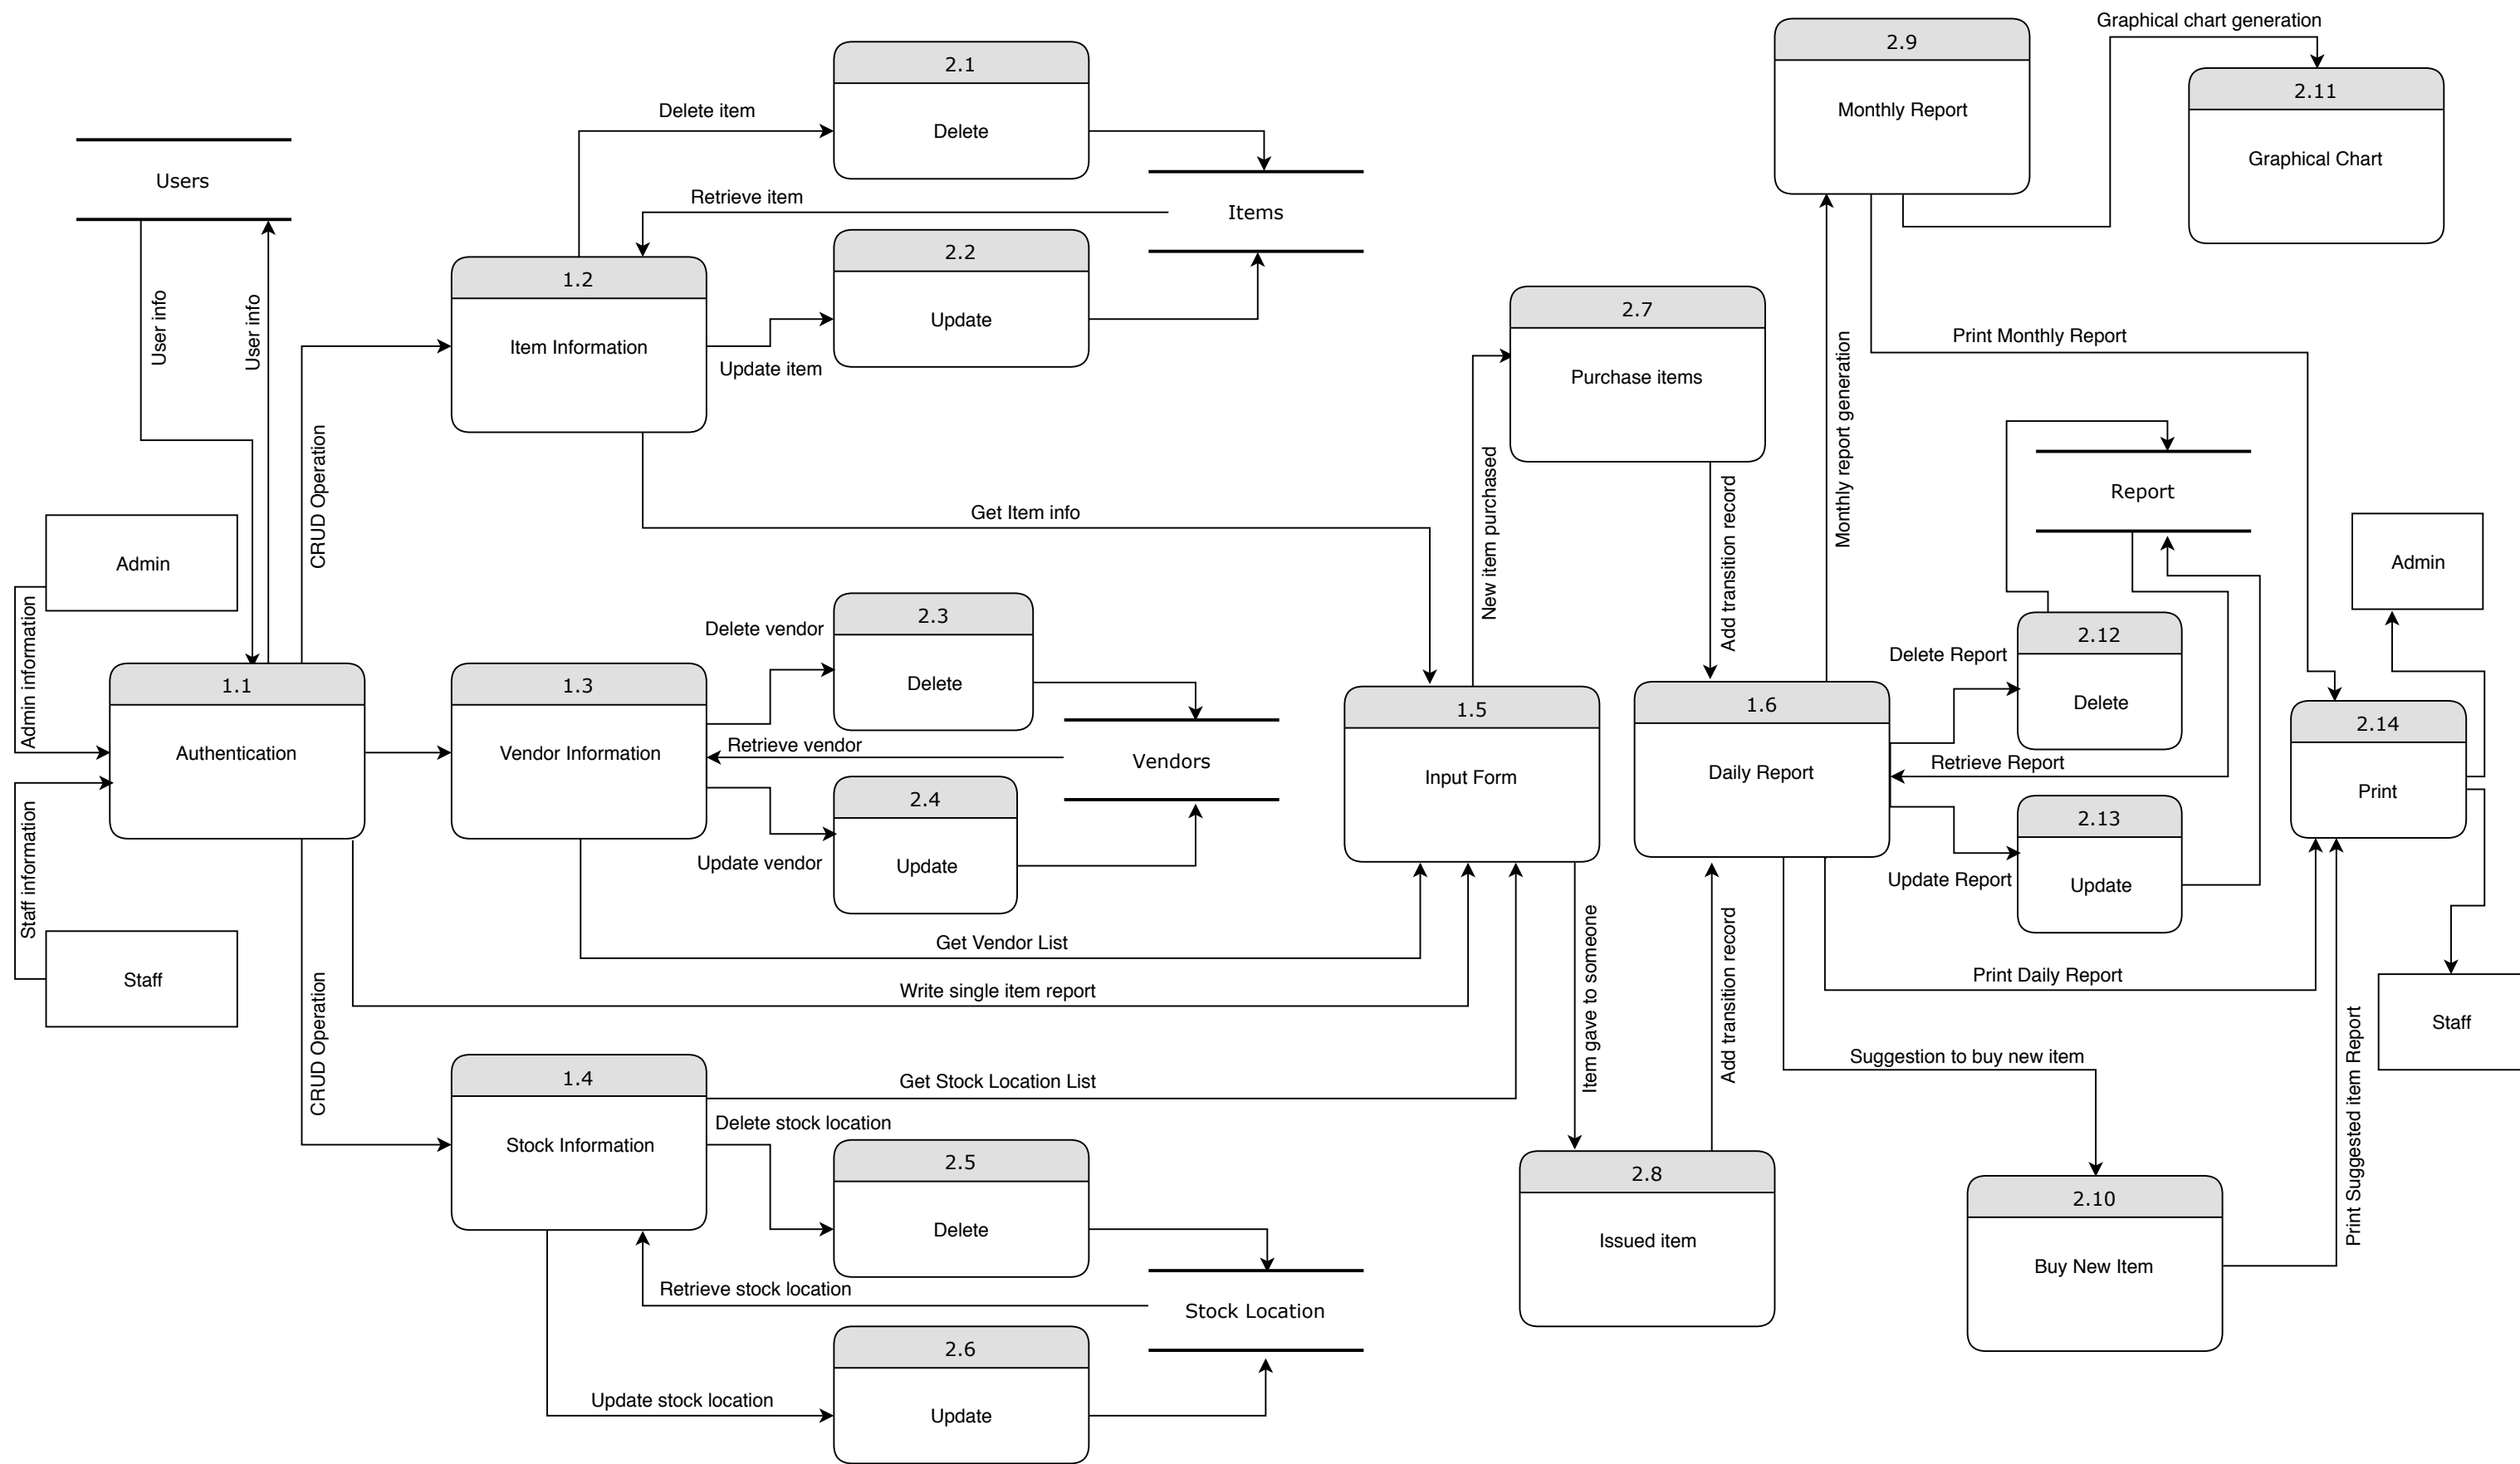 Graphical chart generation
2.9
Monthly Report
2.11
Graphical Chart
2.1
Delete
Delete item
Users
Retrieve item
Items
2.2
Update
1.2
Item Information
Update item
User info
User info
2.7
Purchase items
Print Monthly Report
Monthly report generation
CRUD Operation
New item purchased
Add transition record
Report
Get Item info
Admin
Admin
Admin information
Delete vendor
2.3
Delete
2.12
Delete
Delete Report
1.1
Authentication
1.3
Vendor Information
Retrieve vendor
Vendors
1.5
Input Form
1.6
Daily Report
Retrieve Report
2.14
Print
2.4
Update
Update vendor
2.13
Update
Update Report
Staff information
Get Vendor List
Write single item report
Staff
CRUD Operation
Item gave to someone
Add transition record
Print Daily Report
Staff
Suggestion to buy new item
Print Suggested item Report
1.4
Stock Information
Get Stock Location List
Delete stock location
2.5
Delete
2.8
Issued item
2.10
Buy New Item
Retrieve stock location
Stock Location
2.6
Update
Update stock location